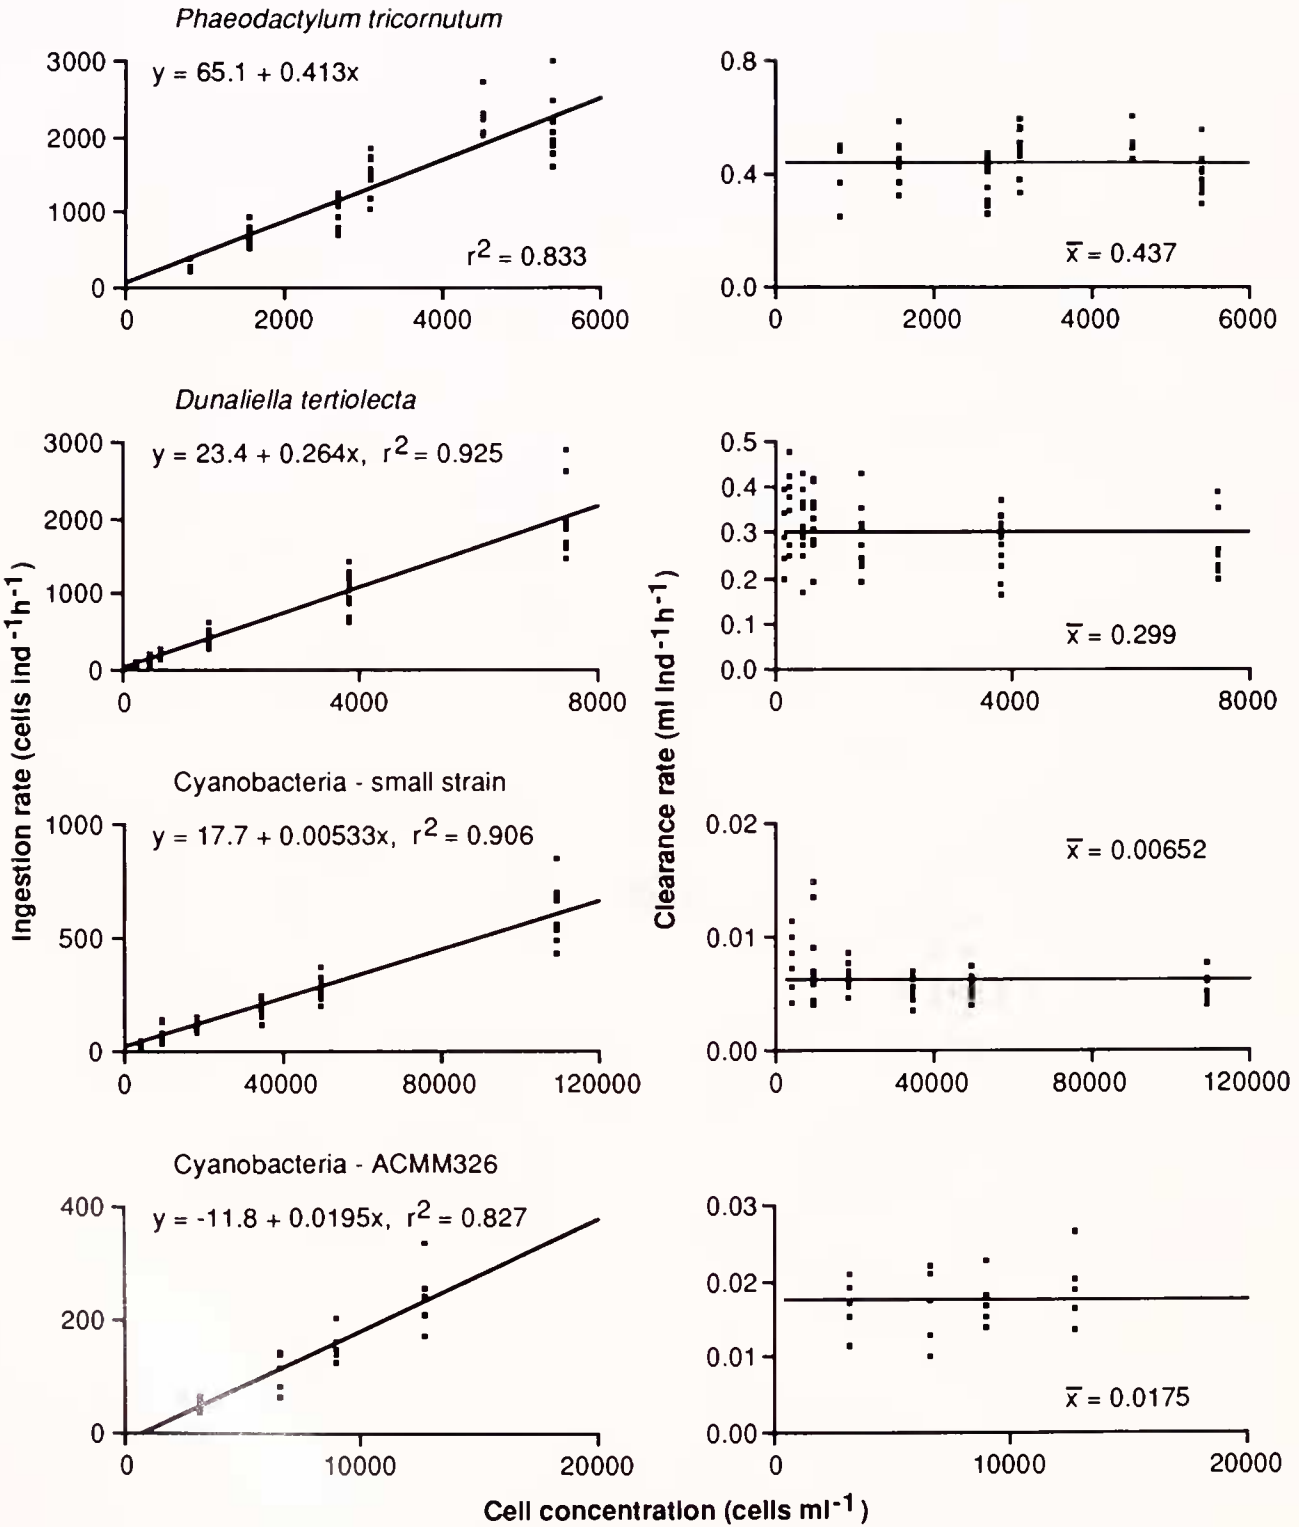 Phaeodactylum tricornutum
3000
2000
1000
0
y = 65.1 + 0.413x
r2 = 0.833
0 2000 4000 6000
0.8
0.4
0.0
x̅ = 0.437
0 2000 4000 6000
Dunaliella tertiolecta
3000
2000
1000
0
y = 23.4 + 0.264x, r2 = 0.925
0 4000 8000
0.5
0.4
0.3
0.2
0.1
0.0
x̅ = 0.299
0 4000 8000
Ingestion rate (cells ind -1h-1)
Clearance rate (ml Ind-1h-1)
Cyanobacteria - small strain
1000
500
0
y = 17.7 + 0.00533x, r2 = 0.906
0 40000 80000 120000
0.02
0.01
0.00
x̅ = 0.00652
0 40000 80000 120000
Cyanobacteria - ACMM326
400
200
0
y = -11.8 + 0.0195x, r2 = 0.827
0 10000 20000
0.03
0.02
0.01
0.00
x̅ = 0.0175
0 10000 20000
Cell concentration (cells ml-1)